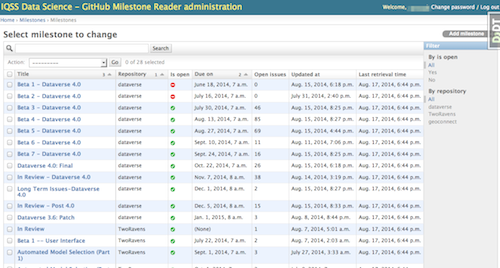 IQSS Data Science - GitHub Milestone Reader administration
Welcome, Change password / Log out
Home › Milestones › Milestones
Select milestone to change
Add milestone
DjDT
Search
Filter
Action: --------- Go 0 of 28 selected
By is open
All
Yes
No
By repository
All
dataverse
TwoRavens
geoconnect
Title Repository Is open Due on Open issues Updated at Last retrieval time
Beta 1 - Dataverse 4.0 dataverse June 18, 2014, 7 a.m. 0 Aug. 15, 2014, 6:18 p.m. Aug. 17, 2014, 6:44 p.m.
Beta 2 - Dataverse 4.0 dataverse July 16, 2014, 7 a.m. 0 July 31, 2014, 2:40 p.m. Aug. 17, 2014, 6:44 p.m.
Beta 3 - Dataverse 4.0 dataverse July 30, 2014, 7 a.m. 46 Aug. 15, 2014, 8:25 p.m. Aug. 17, 2014, 6:44 p.m.
Beta 4 - Dataverse 4.0 dataverse Aug. 13, 2014, 7 a.m. 85 Aug. 15, 2014, 9:21 p.m. Aug. 17, 2014, 6:44 p.m.
Beta 5 - Dataverse 4.0 dataverse Aug. 27, 2014, 7 a.m. 69 Aug. 15, 2014, 4:44 p.m. Aug. 17, 2014, 6:44 p.m.
Beta 6 - Dataverse 4.0 dataverse Sept. 10, 2014, 7 a.m. 11 Aug. 11, 2014, 7:06 p.m. Aug. 17, 2014, 6:44 p.m.
Beta 7 - Dataverse 4.0 dataverse Sept. 24, 2014, 7 a.m. 16 Aug. 15, 2014, 8:25 p.m. Aug. 17, 2014, 6:44 p.m.
Dataverse 4.0: Final dataverse Oct. 22, 2014, 7 a.m. 26 Aug. 15, 2014, 6:18 p.m. Aug. 17, 2014, 6:44 p.m.
In Review - Dataverse 4.0 dataverse Nov. 7, 2014, 8 a.m. 38 Aug. 14, 2014, 3:19 p.m. Aug. 17, 2014, 6:44 p.m.
Long Term Issues-Dataverse 4.0 dataverse Dec. 1, 2014, 8 a.m. 2 Aug. 15, 2014, 8:27 p.m. Aug. 17, 2014, 6:44 p.m.
In Review - Post 4.0 dataverse Dec. 5, 2014, 8 a.m. 15 Aug. 15, 2014, 8:33 p.m. Aug. 17, 2014, 6:44 p.m.
Dataverse 3.6: Patch dataverse Jan. 1, 2015, 8 a.m. 3 Aug. 8, 2014, 8:44 p.m. Aug. 17, 2014, 6:44 p.m.
In Review TwoRavens (None) 1 Aug. 7, 2014, 5:01 a.m. Aug. 17, 2014, 6:44 p.m.
Beta 1 -- User Interface TwoRavens July 22, 2014, 7 a.m. 2 Aug. 7, 2014, 2:03 a.m. Aug. 17, 2014, 6:44 p.m.
Automated Model Selection (Part 1) TwoRavens Sept. 1, 2014, 7 a.m. 3 July 27, 2014, 3:33 a.m. Aug. 17, 2014, 6:44 p.m.